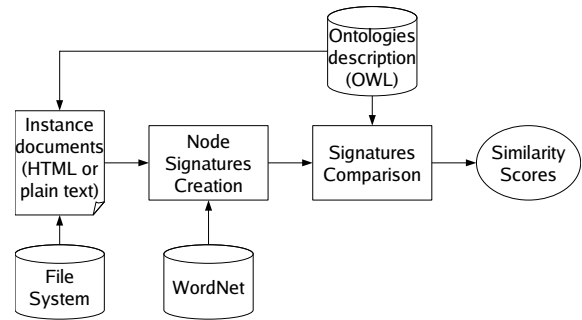 Ontologies
description
(OWL)
Instance
documents
(HTML or
plain text)
Node
Signatures
Creation
Signatures
Comparison
Similarity
Scores
File
System
WordNet